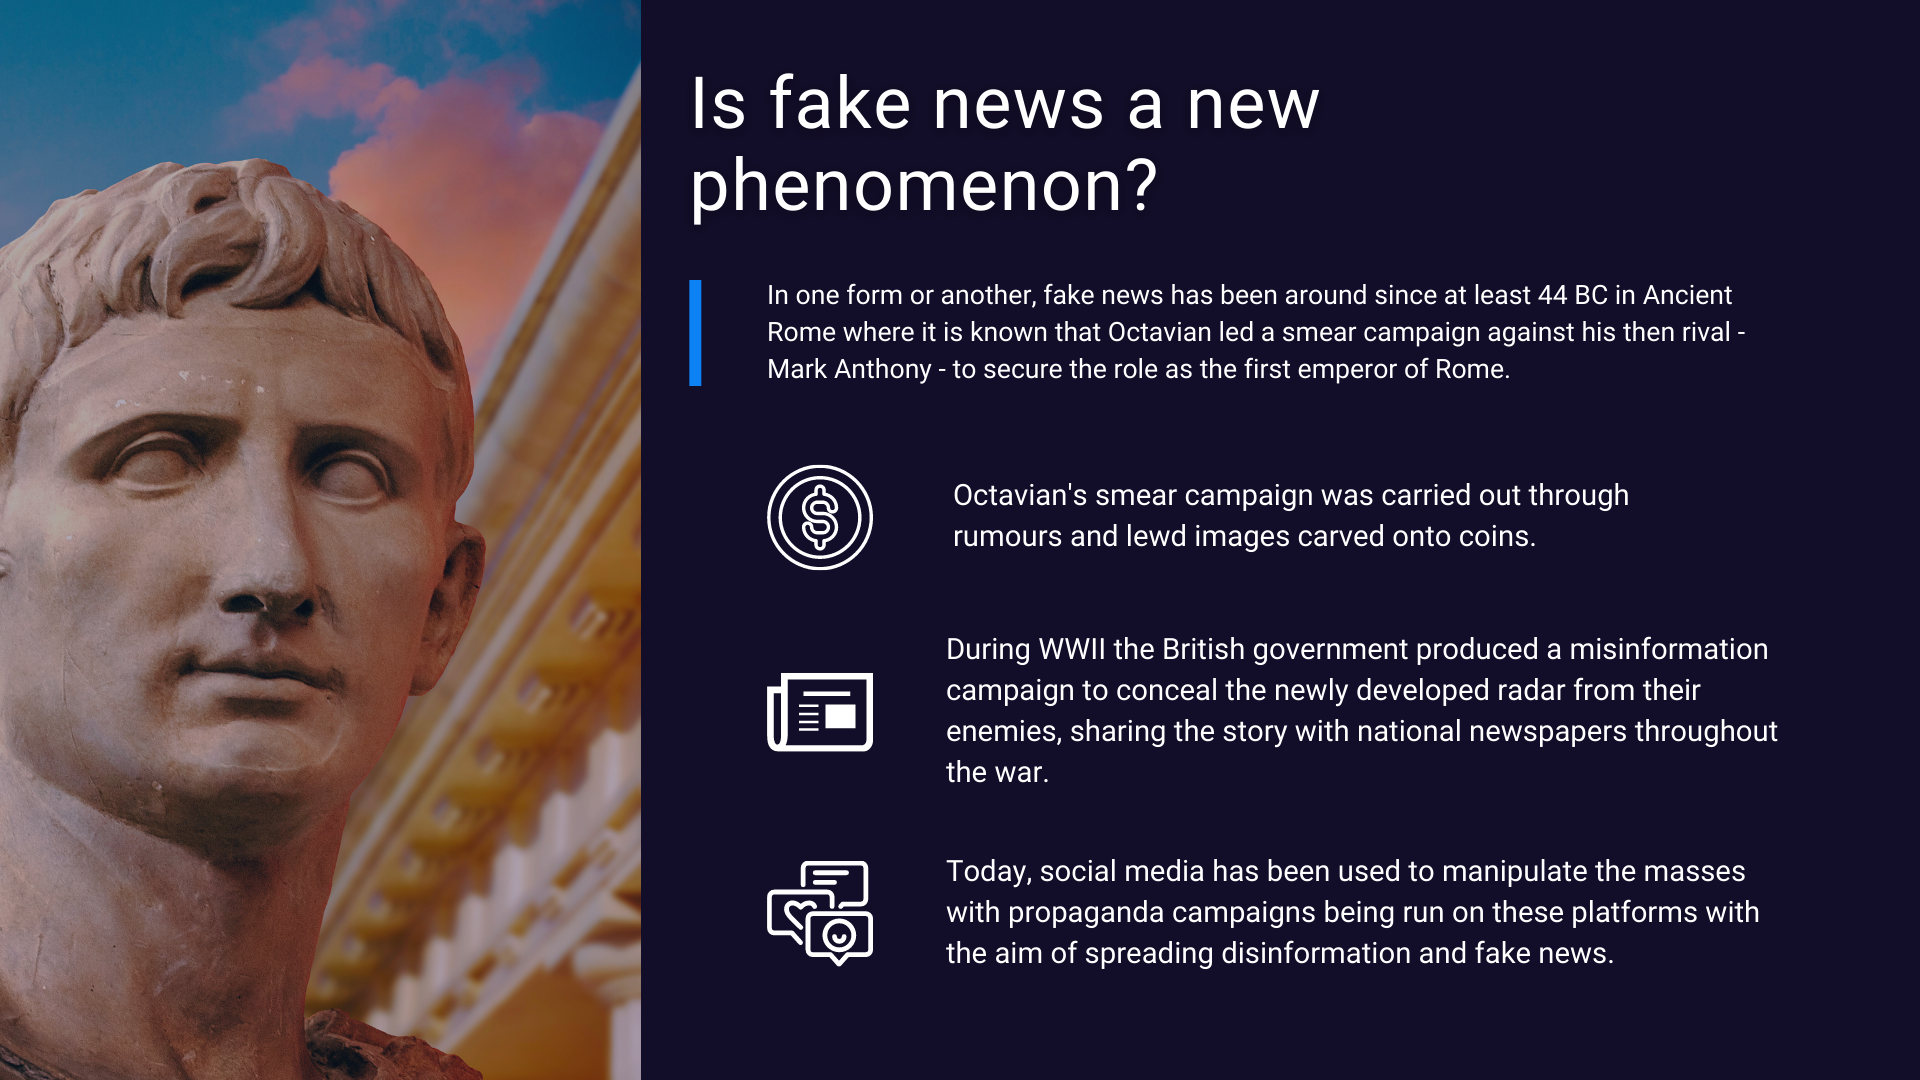 Is fake news a new
phenomenon?
In one form or another, fake news has been around since at least 44 BC in Ancient
Rome where it is known that Octavian led a smear campaign against his then rival -
Mark Anthony - to secure the role as the first emperor of Rome.
Octavian's smear campaign was carried out through
rumours and lewd images carved onto coins.
During WWII the British government produced a misinformation
campaign to conceal the newly developed radar from their
enemies, sharing the story with national newspapers throughout
the war.
Today, social media has been used to manipulate the masses
with propaganda campaigns being run on these platforms with
the aim of spreading disinformation and fake news.